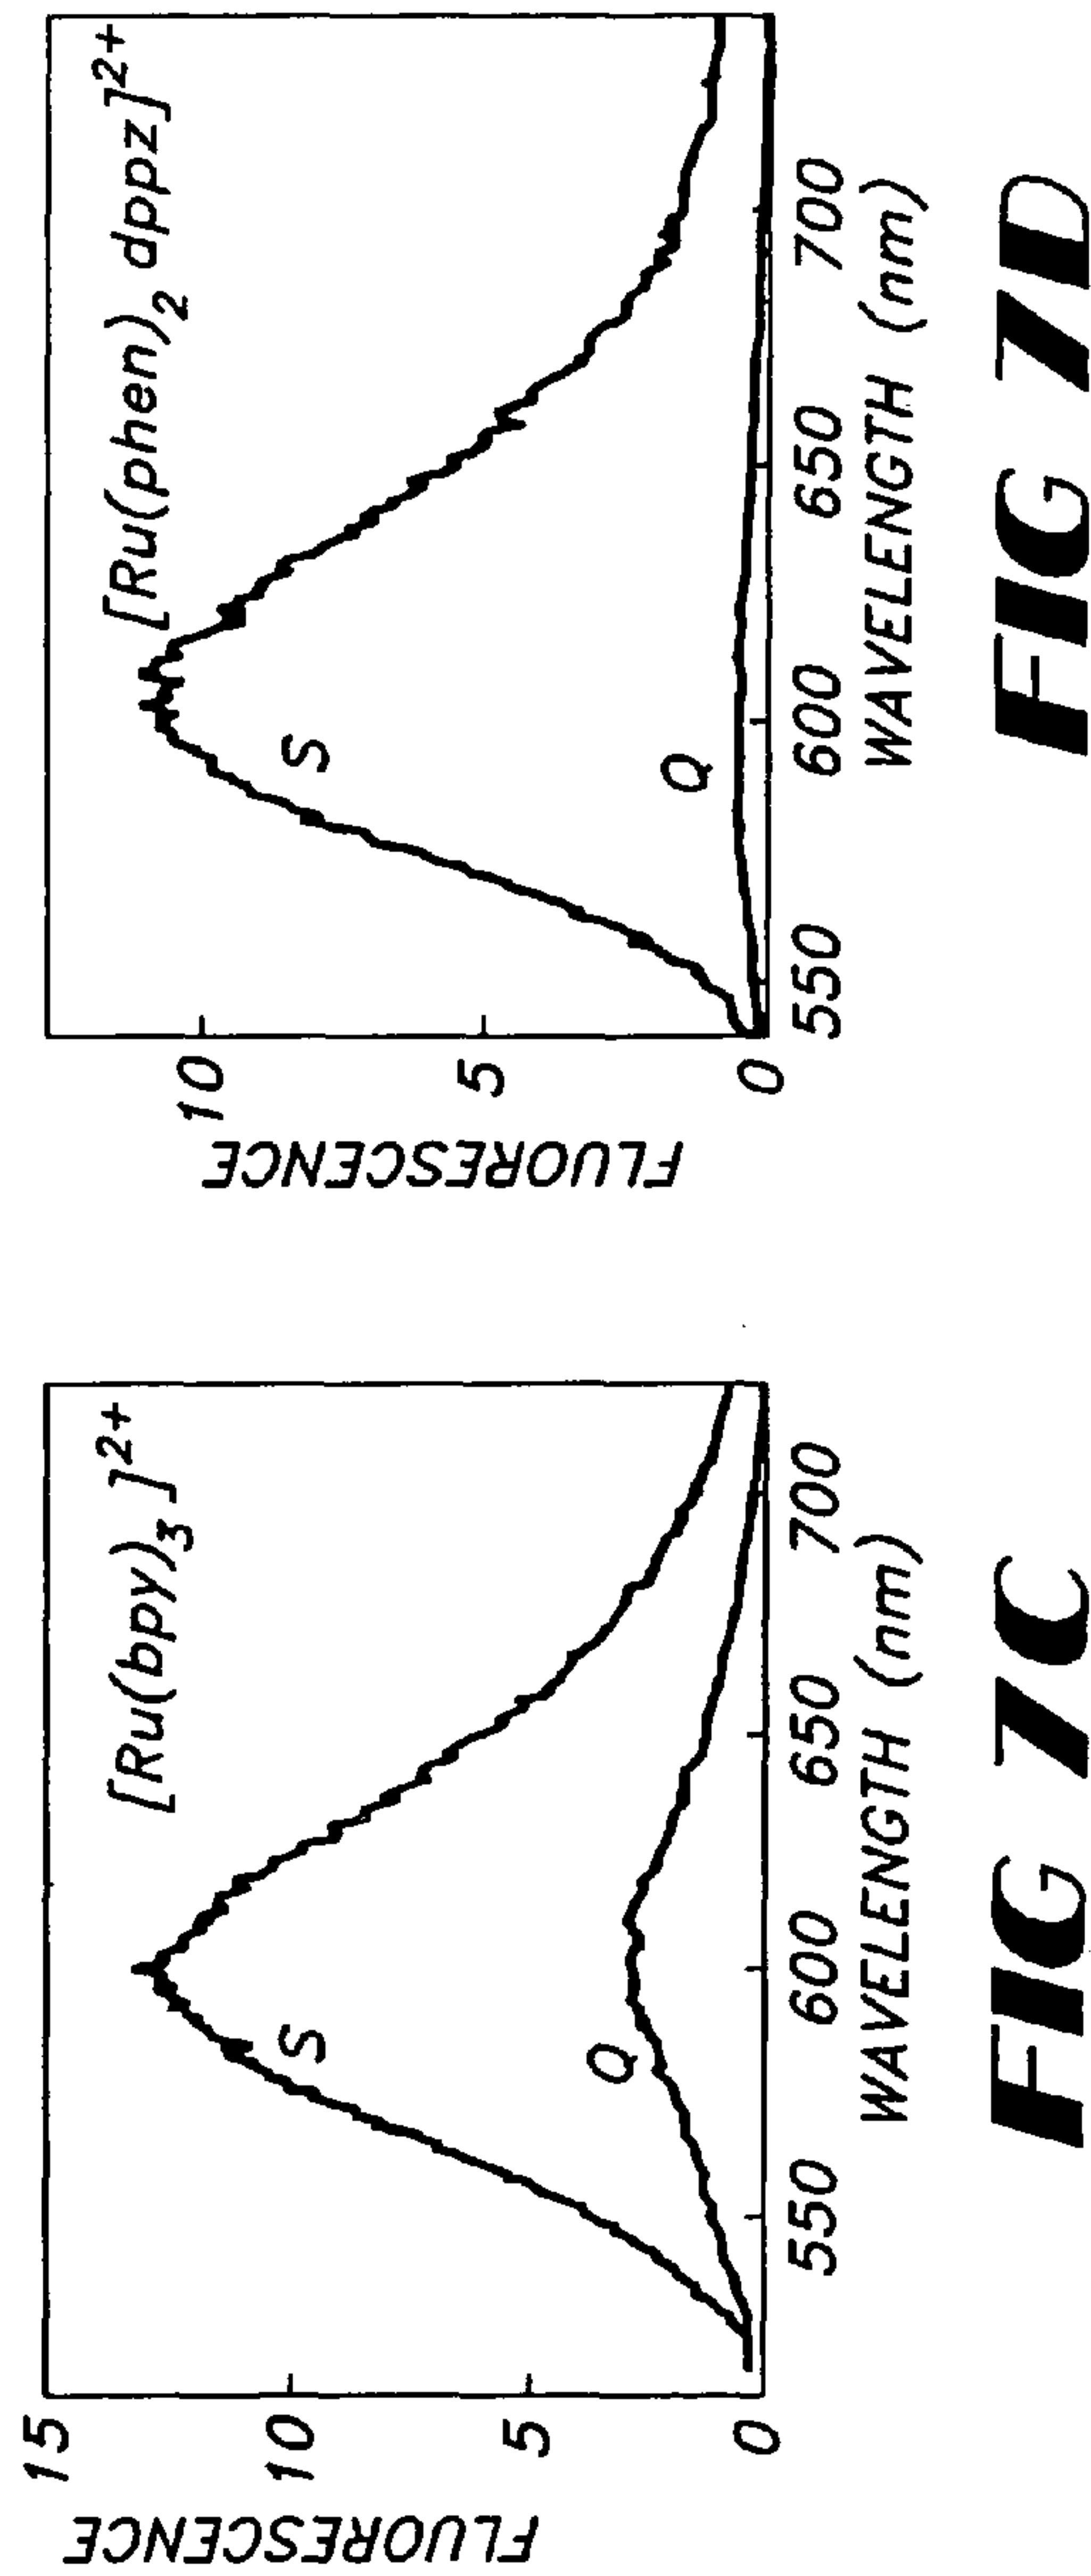 FLUORESCENCE
15
10
5
0
[Ru(bpy)3]2+
S
Q
550
600
650
700
WAVELENGTH (nm)
FIG 7C
FLUORESCENCE
10
5
0
[Ru(phen)2 dppz]2+
S
Q
550
600
650
700
WAVELENGTH (nm)
FIG 7D